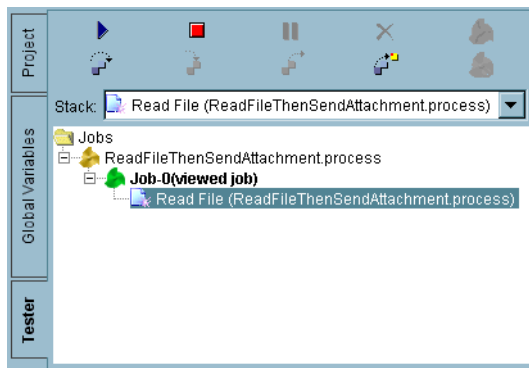 Project
Global Variables
Tester
Stack: Read File (ReadFileThenSendAttachment.process)
Jobs
ReadFileThenSendAttachment.process
Job-0(viewed job)
Read File (ReadFileThenSendAttachment.process)